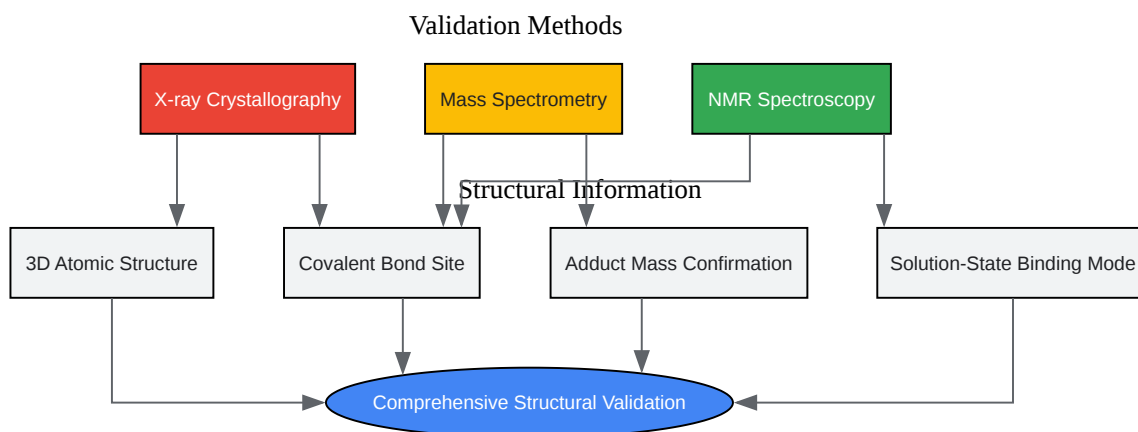 Validation Methods
X-ray Crystallography
Mass Spectrometry
NMR Spectroscopy
Structural Information
3D Atomic Structure
Covalent Bond Site
Adduct Mass Confirmation
Solution-State Binding Mode
Comprehensive Structural Validation